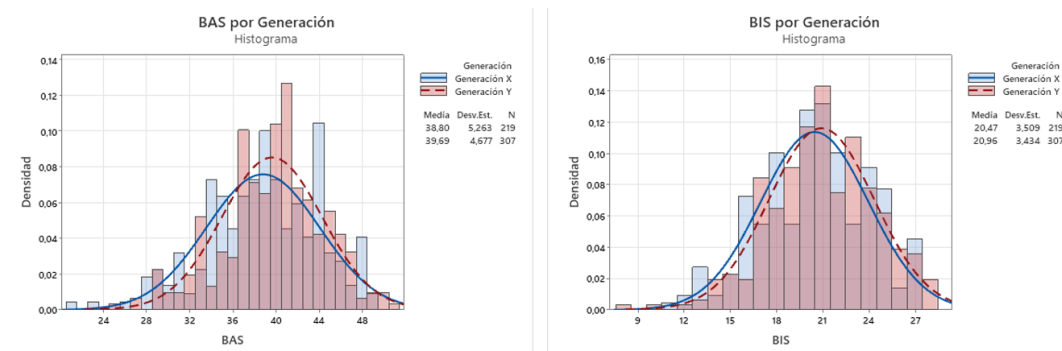 BAS por Generación
Histograma
0,14
0,12
0,10
0,08
0,06
0,04
0,02
0,00
Densidad
24 28 32 36 40 44 48
BAS
Generación
Generación X
Generación Y
Media Desv.Est. N
38,80 5,263 219
39,69 4,677 307
BIS por Generación
Histograma
0,16
0,14
0,12
0,10
0,08
0,06
0,04
0,02
0,00
Densidad
9 12 15 18 21 24 27
BIS
Generación
Generación X
Generación Y
Media Desv.Est. N
20,47 3,509 219
20,96 3,434 307